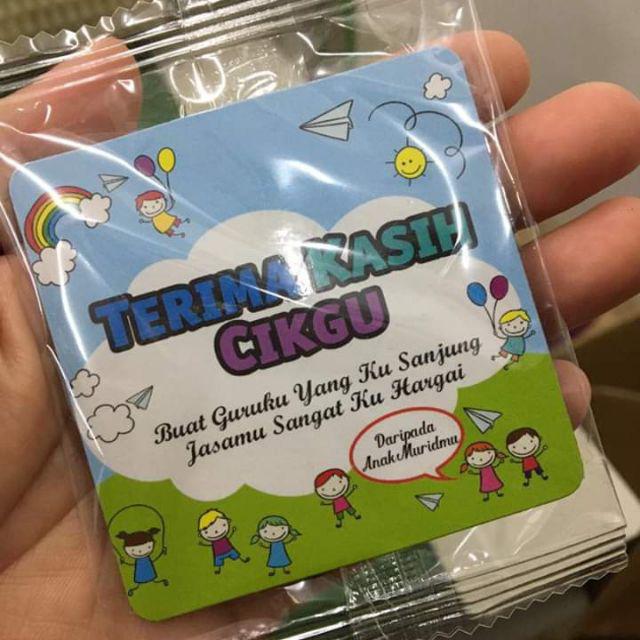 TERIMA KASIH
CIKGU
Buat Guruku Yang Ku Sanjung
Jasamu Sangat Ku Hargai
Daripada
Anak Muridmu